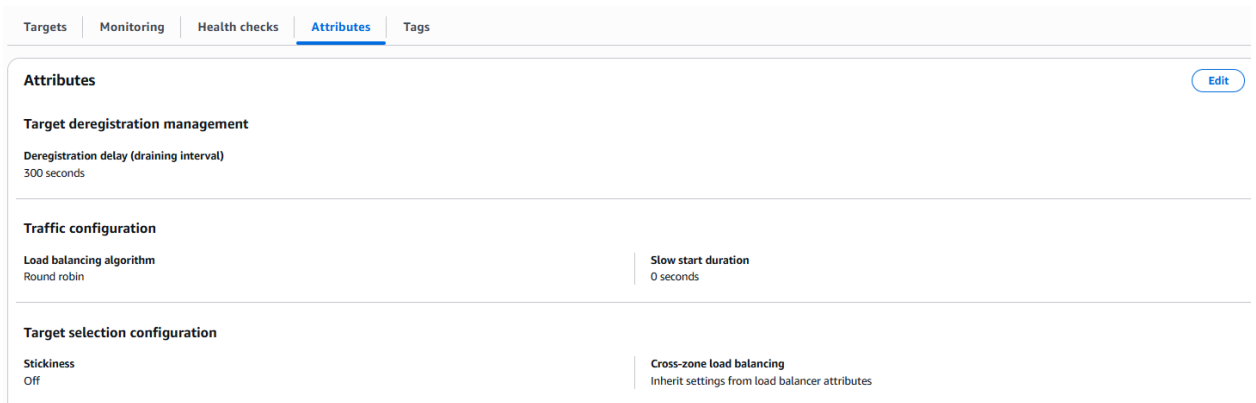 Targets Monitoring Health checks Attributes Tags
Attributes Edit
Target deregistration management
Deregistration delay (draining interval)
300 seconds
Traffic configuration
Load balancing algorithm Slow start duration
Round robin 0 seconds
Target selection configuration
Stickiness Cross-zone load balancing
Off Inherit settings from load balancer attributes